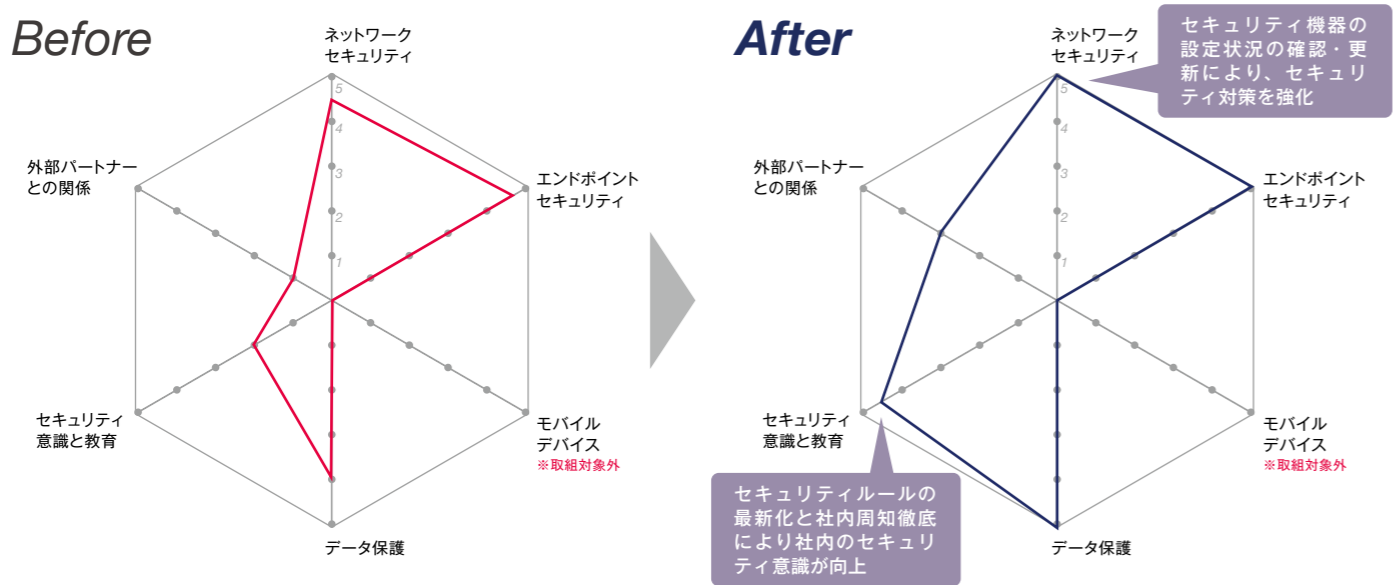 Before
ネットワーク
セキュリティ
5
4
3
2
1
外部パートナー
との関係
エンドポイント
セキュリティ
セキュリティ
意識と教育
モバイル
デバイス
※取組対象外
データ保護
After
ネットワーク
セキュリティ
5
4
3
2
1
セキュリティ機器の
設定状況の確認・更
新により、セキュリ
ティ対策を強化
外部パートナー
との関係
エンドポイント
セキュリティ
セキュリティ
意識と教育
モバイル
デバイス
※取組対象外
セキュリティルールの
最新化と社内周知徹底
により社内のセキュリ
ティ意識が向上
データ保護